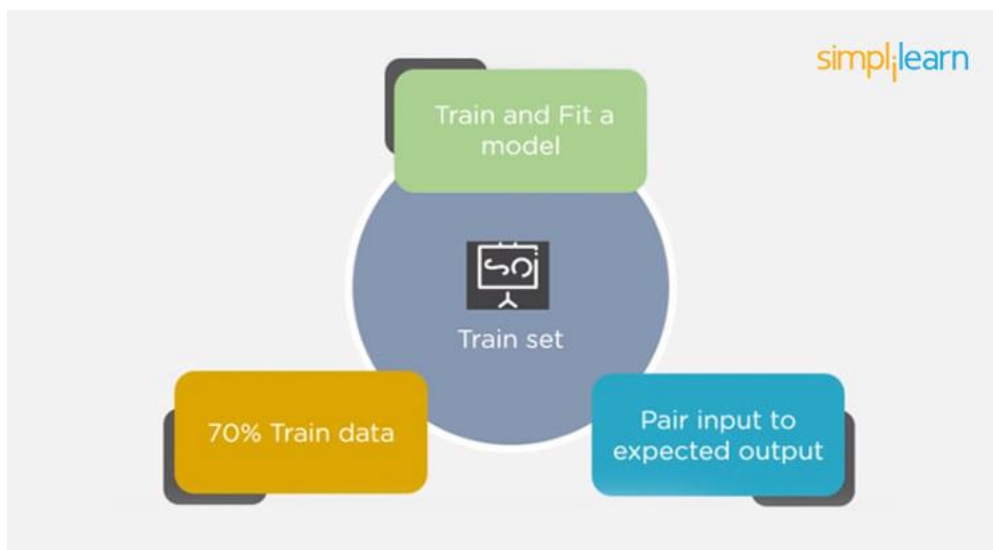 simplilearn
Train and Fit a
model
Train set
70% Train data
Pair input to
expected output